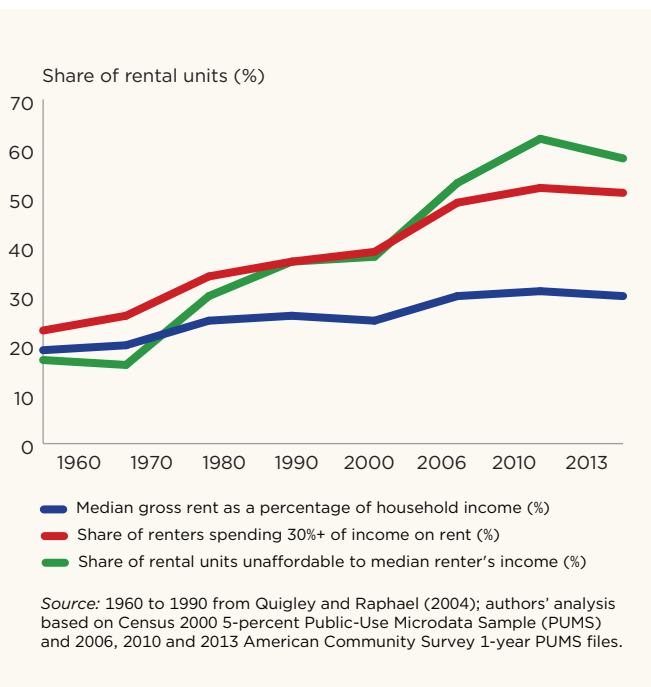 Share of rental units (%)
70
60
50
40
30
20
10
0
1960 1970 1980 1990 2000 2006 2010 2013
Median gross rent as a percentage of household income (%)
Share of renters spending 30%+ of income on rent (%)
Share of rental units unaffordable to median renter's income (%)
Source: 1960 to 1990 from Quigley and Raphael (2004); authors’ analysis
based on Census 2000 5-percent Public-Use Microdata Sample (PUMS)
and 2006, 2010 and 2013 American Community Survey 1-year PUMS files.